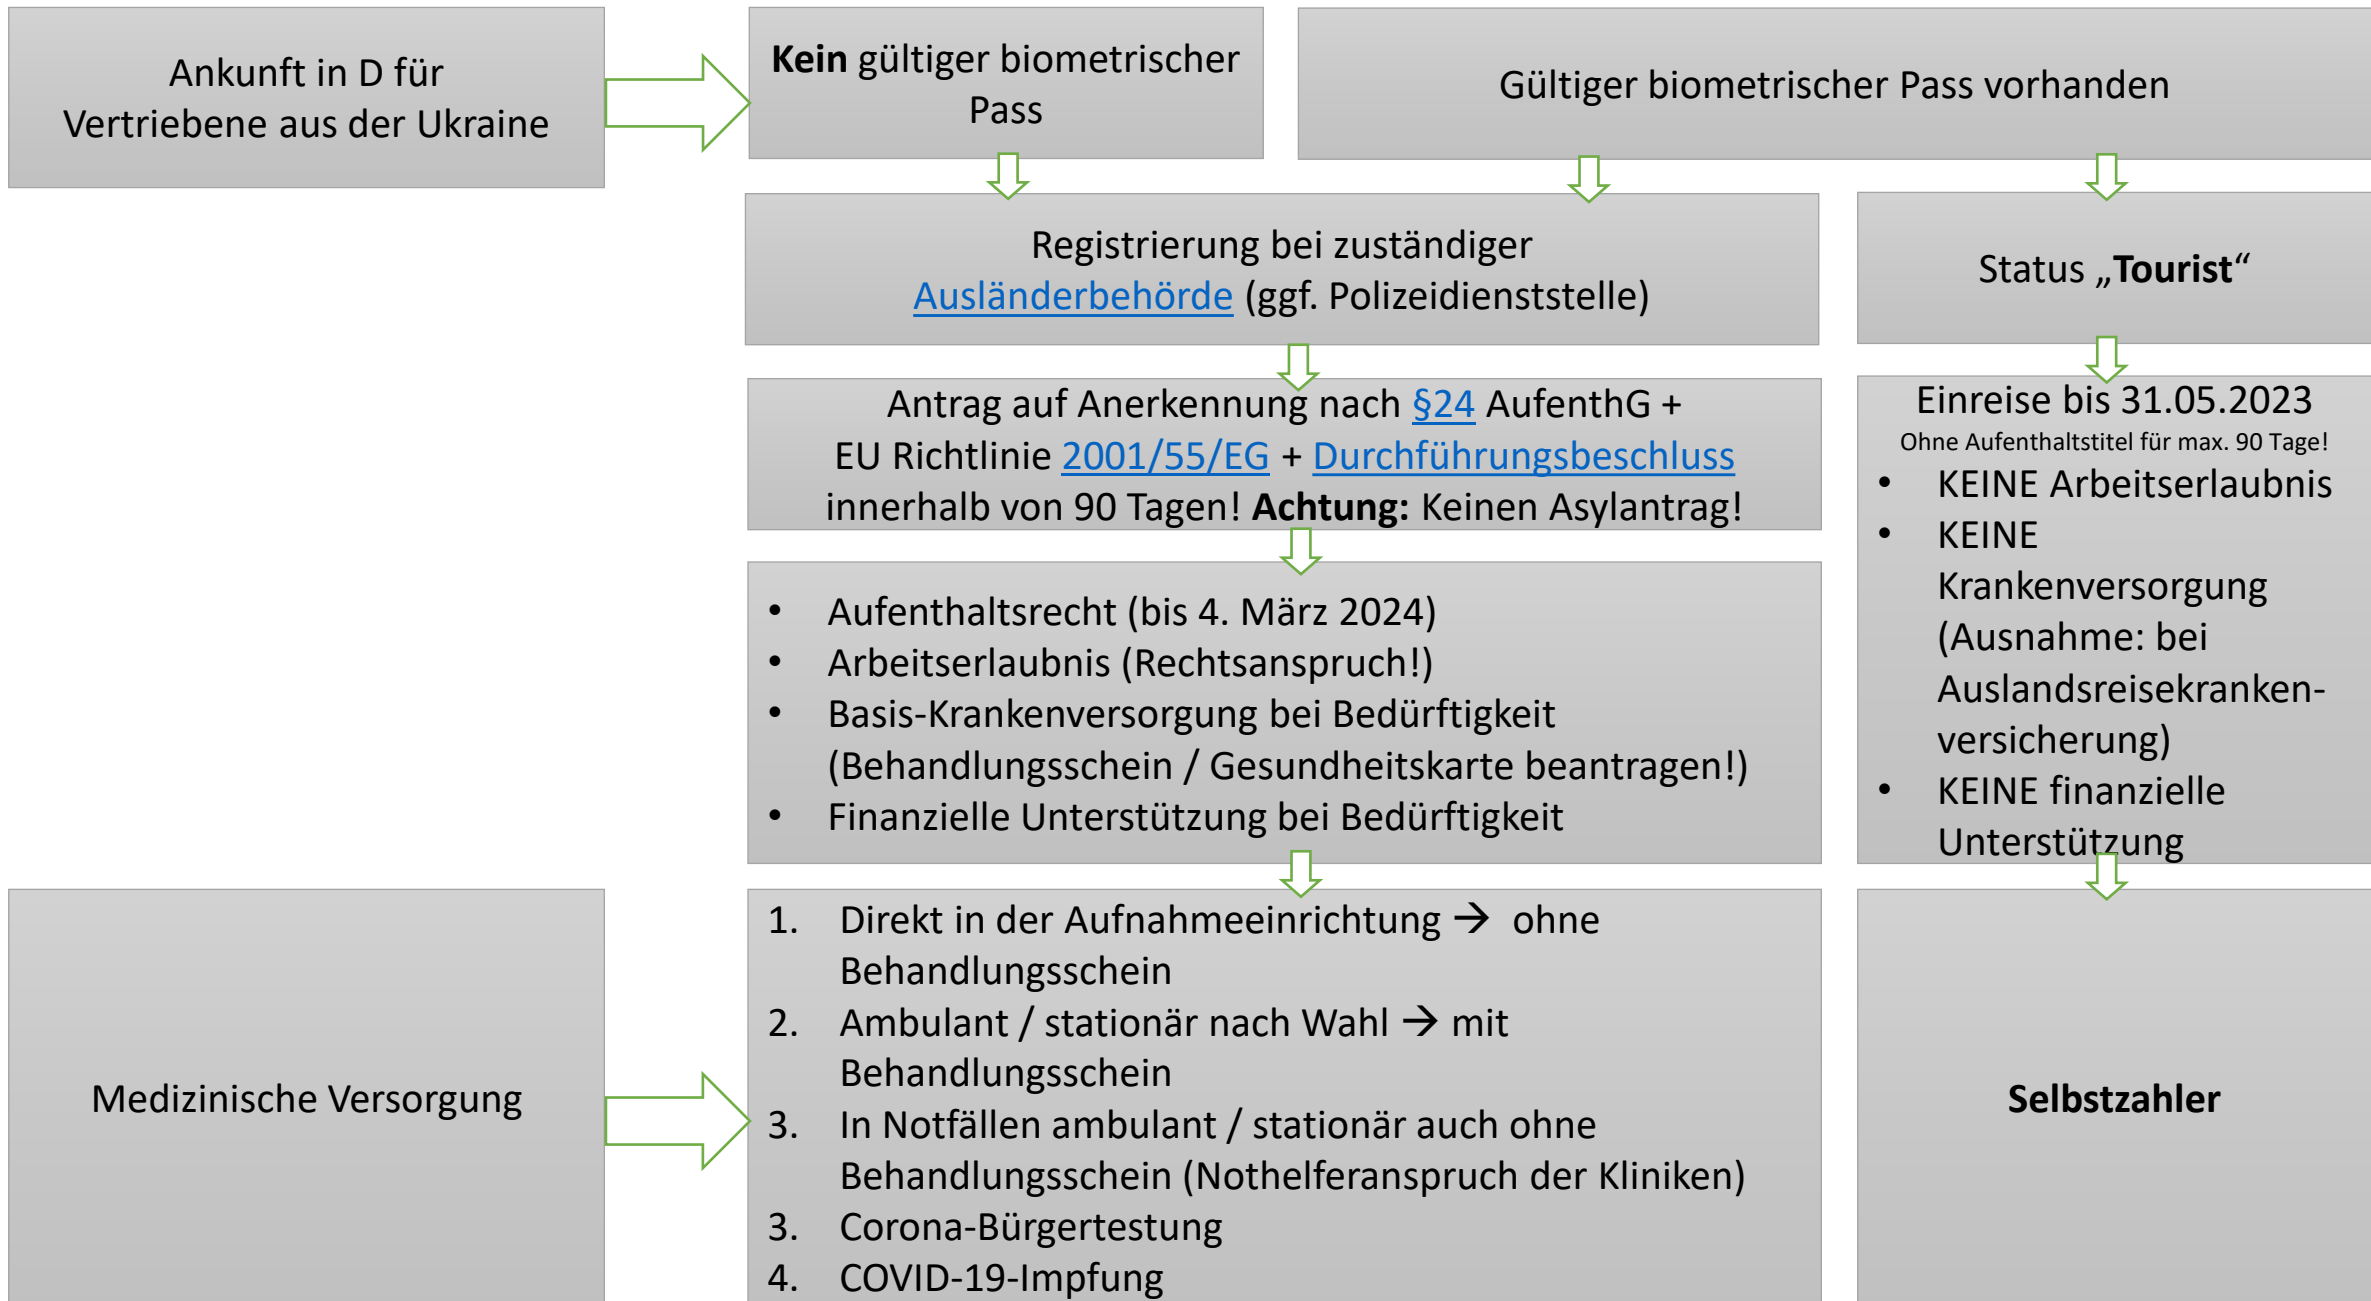 Ankunft in D für
Vertriebene aus der Ukraine
Kein gültiger biometrischer
Pass
Gültiger biometrischer Pass vorhanden
Registrierung bei zuständiger
Ausländerbehörde (ggf. Polizeidienststelle)
Status „Tourist“
Antrag auf Anerkennung nach §24 AufenthG +
EU Richtlinie 2001/55/EG + Durchführungsbeschluss
innerhalb von 90 Tagen! Achtung: Keinen Asylantrag!
Einreise bis 31.05.2023
Ohne Aufenthaltstitel für max. 90 Tage!
• KEINE Arbeitserlaubnis
• KEINE
Krankenversorgung
(Ausnahme: bei
Auslandsreisekranken-
versicherung)
• KEINE finanzielle
Unterstützung
• Aufenthaltsrecht (bis 4. März 2024)
• Arbeitserlaubnis (Rechtsanspruch!)
• Basis-Krankenversorgung bei Bedürftigkeit
(Behandlungsschein / Gesundheitskarte beantragen!)
• Finanzielle Unterstützung bei Bedürftigkeit
Medizinische Versorgung
1. Direkt in der Aufnahmeeinrichtung → ohne
Behandlungsschein
2. Ambulant / stationär nach Wahl → mit
Behandlungsschein
3. In Notfällen ambulant / stationär auch ohne
Behandlungsschein (Nothelferanspruch der Kliniken)
3. Corona-Bürgertestung
4. COVID-19-Impfung
Selbstzahler